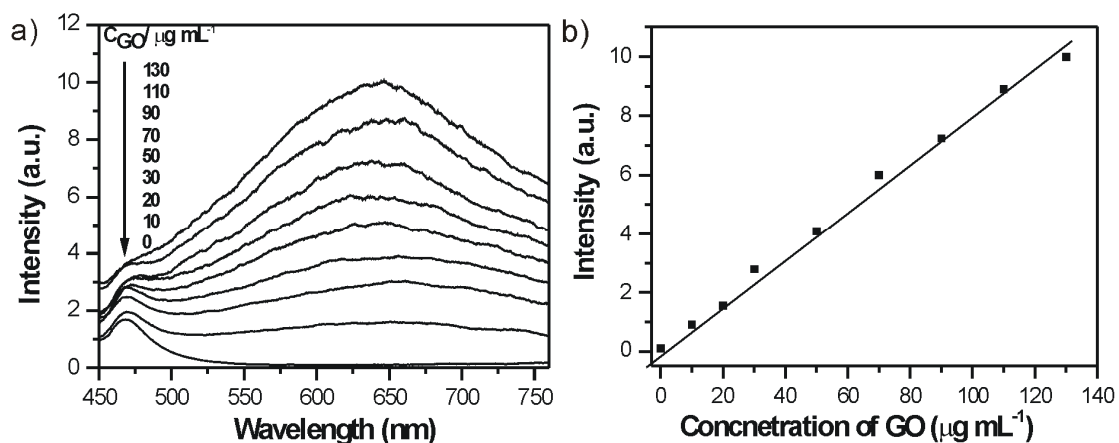 a)
C_GO/ µg mL⁻¹
130
110
90
70
50
30
20
10
0
12
10
8
6
4
2
0
Intensity (a.u.)
450 500 550 600 650 700 750
Wavelength (nm)
b)
10
8
6
4
2
0
Intensity (a.u.)
0 20 40 60 80 100 120 140
Concnetration of GO (µg mL⁻¹)